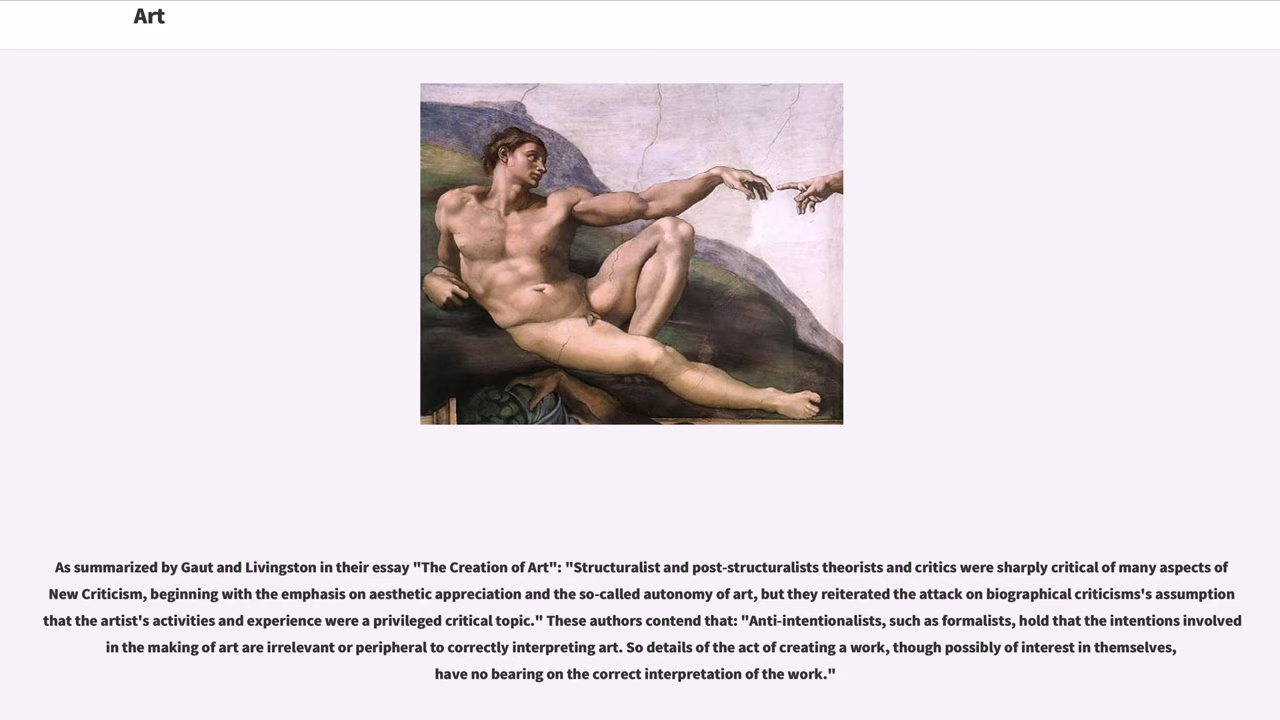 Art
As summarized by Gaut and Livingston in their essay "The Creation of Art": "Structuralist and post-structuralists theorists and critics were sharply critical of many aspects of
New Criticism, beginning with the emphasis on aesthetic appreciation and the so-called autonomy of art, but they reiterated the attack on biographical criticisms's assumption
that the artist's activities and experience were a privileged critical topic." These authors contend that: "Anti-intentionalists, such as formalists, hold that the intentions involved
in the making of art are irrelevant or peripheral to correctly interpreting art. So details of the act of creating a work, though possibly of interest in themselves,
have no bearing on the correct interpretation of the work."